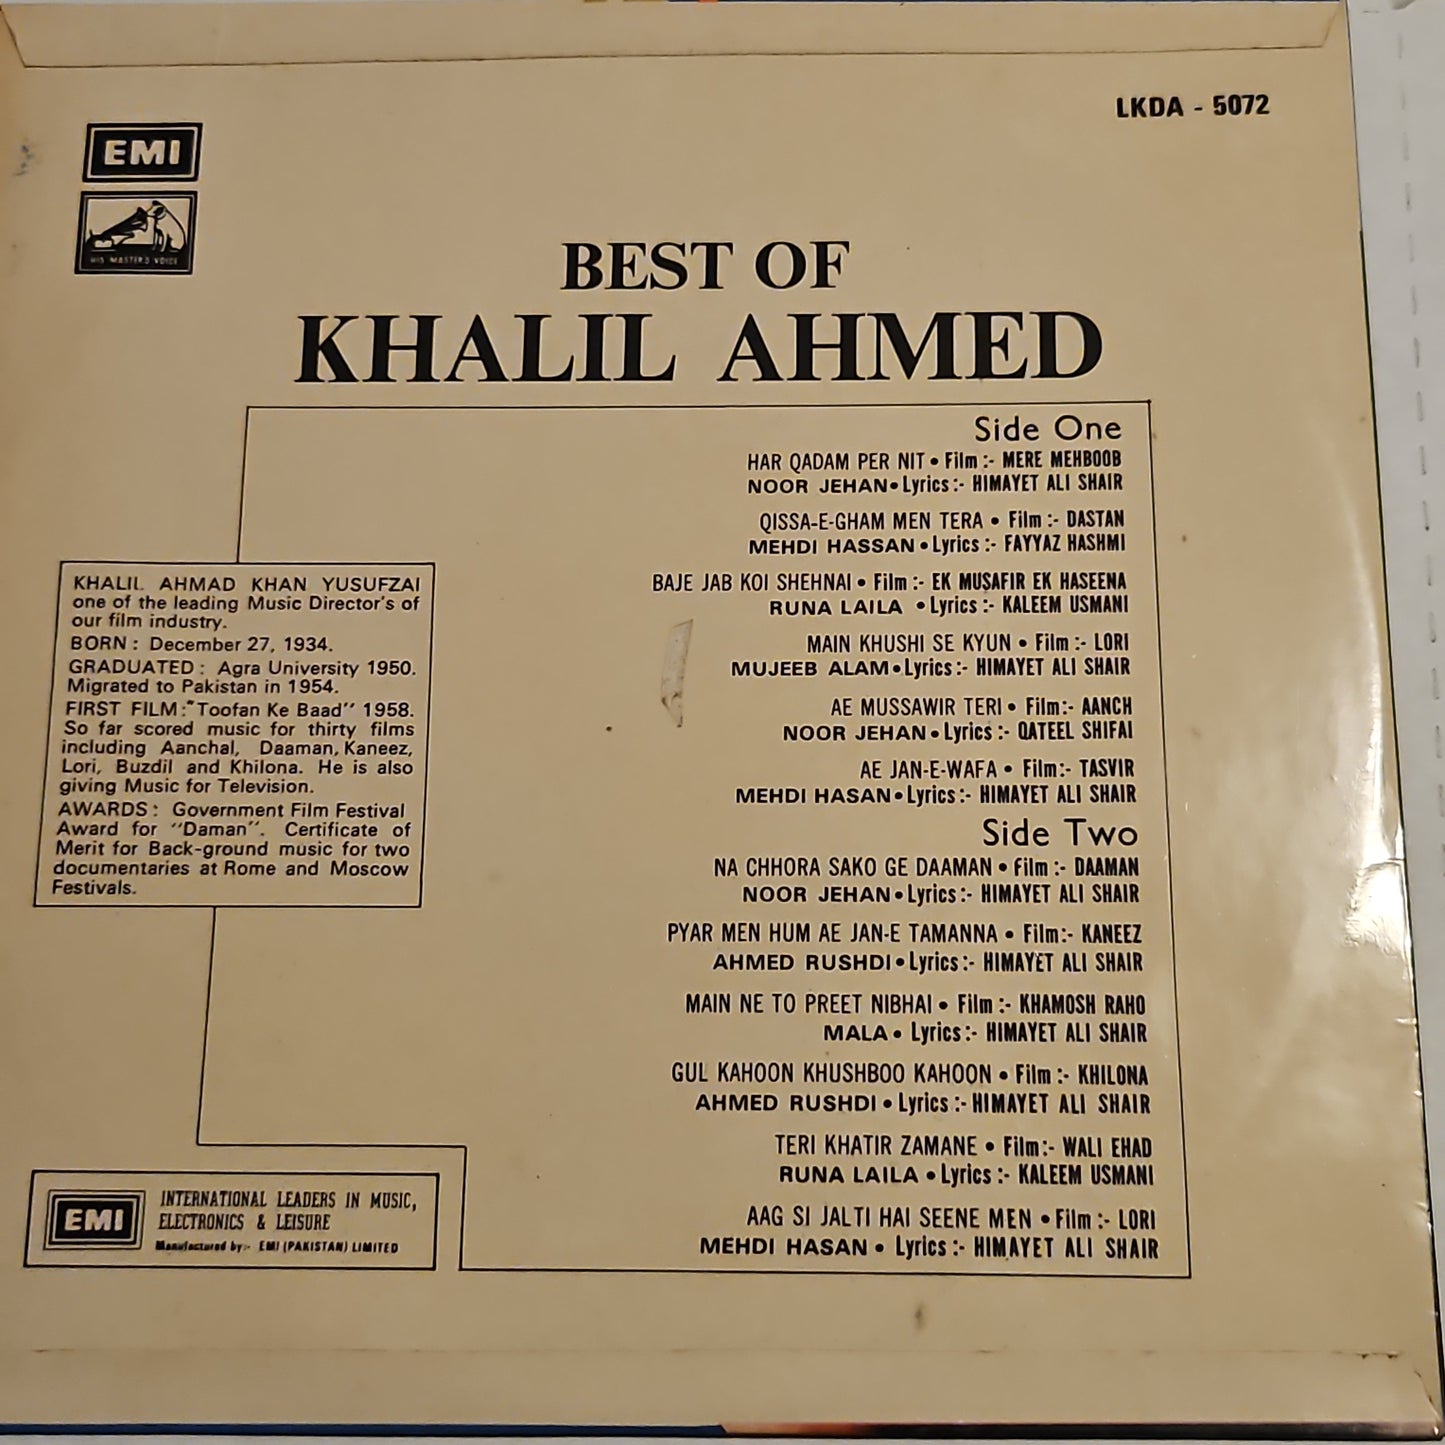 LKDA - 5072
EMI
HIS MASTER'S VOICE
BEST OF
KHALIL AHMED
Side One
HAR QADAM PER NIT • Film :- MERE MEHBOOB
NOOR JEHAN • Lyrics :- HIMAYET ALI SHAIR
QISSA-E-GHAM MEN TERA • Film :- DASTAN
MEHDI HASSAN • Lyrics :- FAYYAZ HASHMI
BAJE JAB KOI SHEHNAI • Film :- EK MUSAFIR EK HASEENA
RUNA LAILA • Lyrics :- KALEEM USMANI
MAIN KHUSHI SE KYUN • Film :- LORI
MUJEEB ALAM • Lyrics :- HIMAYET ALI SHAIR
AE MUSSAWIR TERI • Film :- AANCH
NOOR JEHAN • Lyrics :- QATEEL SHIFAI
AE JAN-E-WAFA • Film:- TASVIR
MEHDI HASAN • Lyrics :- HIMAYET ALI SHAIR
Side Two
NA CHHORA SAKO GE DAAMAN • Film :- DAAMAN
NOOR JEHAN • Lyrics :- HIMAYET ALI SHAIR
PYAR MEN HUM AE JAN-E TAMANNA • Film:- KANEEZ
AHMED RUSHDI • Lyrics :- HIMAYET ALI SHAIR
MAIN NE TO PREET NIBHAI • Film :- KHAMOSH RAHO
MALA • Lyrics :- HIMAYET ALI SHAIR
GUL KAHOON KHUSHBOO KAHOON • Film :- KHILONA
AHMED RUSHDI • Lyrics :- HIMAYET ALI SHAIR
TERI KHATIR ZAMANE • Film:- WALI EHAD
RUNA LAILA • Lyrics :- KALEEM USMANI
AAG SI JALTI HAI SEENE MEN • Film :- LORI
MEHDI HASAN • Lyrics :- HIMAYET ALI SHAIR
KHALIL AHMAD KHAN YUSUFZAI
one of the leading Music Director's of
our film industry.
BORN : December 27, 1934.
GRADUATED : Agra University 1950.
Migrated to Pakistan in 1954.
FIRST FILM : "Toofan Ke Baad" 1958.
So far scored music for thirty films
including Aanchal, Daaman, Kaneez,
Lori, Buzdil and Khilona. He is also
giving Music for Television.
AWARDS : Government Film Festival
Award for "Daman". Certificate of
Merit for Back-ground music for two
documentaries at Rome and Moscow
Festivals.
EMI
INTERNATIONAL LEADERS IN MUSIC,
ELECTRONICS & LEISURE
Manufactured by:- EMI (PAKISTAN) LIMITED